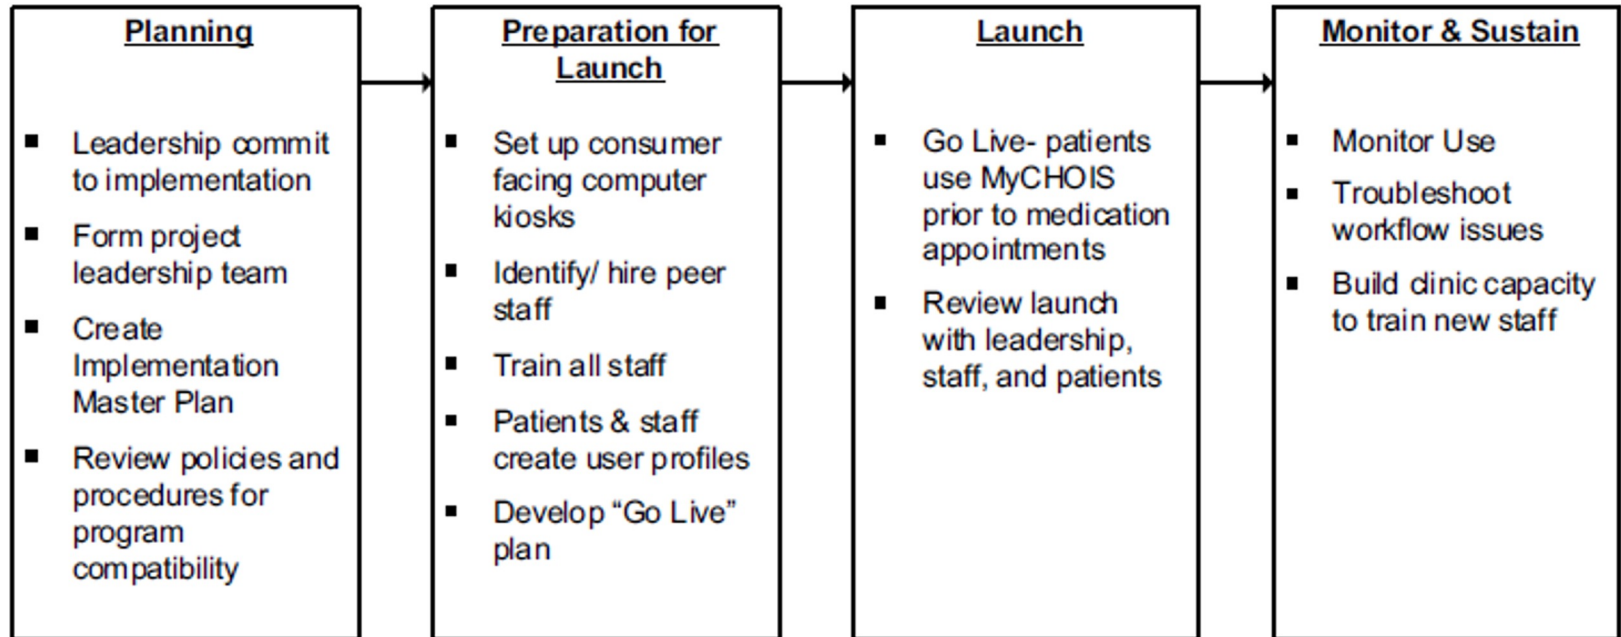 Planning
▪ Leadership commit
to implementation
▪ Form project
leadership team
▪ Create
Implementation
Master Plan
▪ Review policies and
procedures for
program
compatibility
Preparation for
Launch
▪ Set up consumer
facing computer
kiosks
▪ Identify/ hire peer
staff
▪ Train all staff
▪ Patients & staff
create user profiles
▪ Develop “Go Live”
plan
Launch
▪ Go Live- patients
use MyCHOIS
prior to medication
appointments
▪ Review launch
with leadership,
staff, and patients
Monitor & Sustain
▪ Monitor Use
▪ Troubleshoot
workflow issues
▪ Build clinic capacity
to train new staff